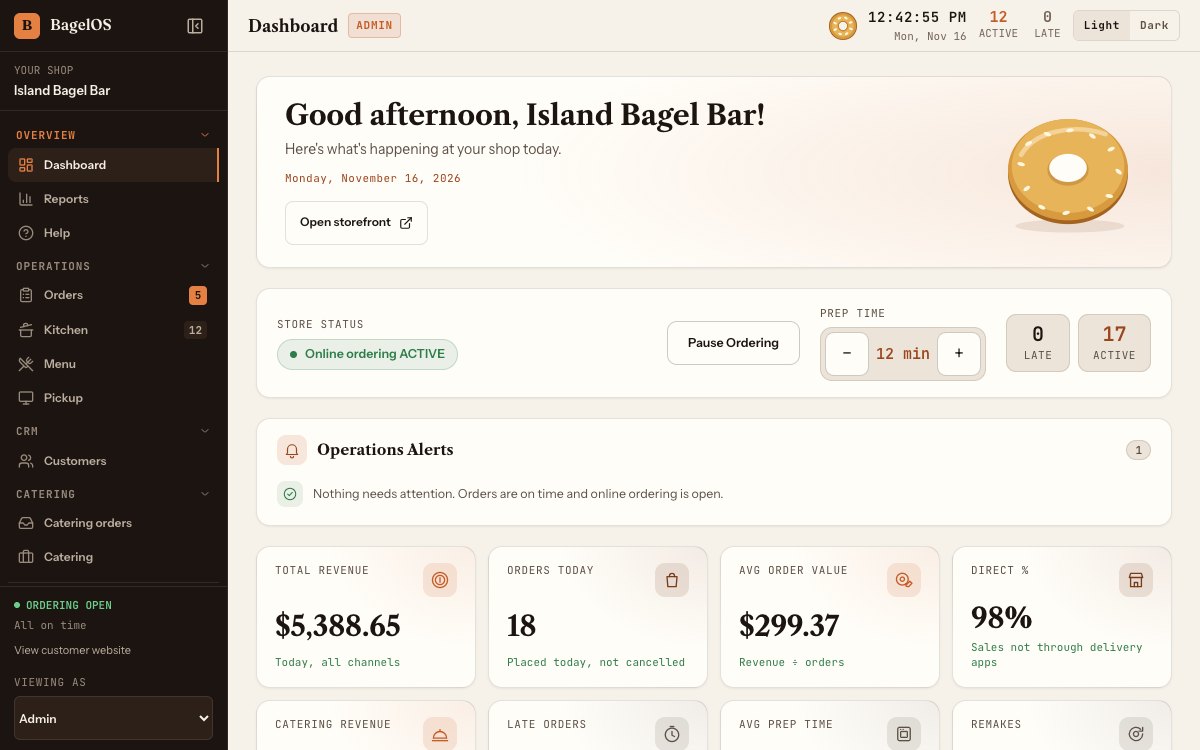 B BagelOS
YOUR SHOP
Island Bagel Bar
OVERVIEW
Dashboard
Reports
Help
OPERATIONS
Orders 5
Kitchen 12
Menu
Pickup
CRM
Customers
CATERING
Catering orders
Catering
ORDERING OPEN
All on time
View customer website
VIEWING AS
Admin
Dashboard ADMIN
12:42:55 PM
Mon, Nov 16
12
ACTIVE
0
LATE
Light Dark
Good afternoon, Island Bagel Bar!
Here's what's happening at your shop today.
Monday, November 16, 2026
Open storefront
STORE STATUS
Online ordering ACTIVE
Pause Ordering
PREP TIME
− 12 min +
0
LATE
17
ACTIVE
Operations Alerts 1
Nothing needs attention. Orders are on time and online ordering is open.
TOTAL REVENUE
$5,388.65
Today, all channels
ORDERS TODAY
18
Placed today, not cancelled
AVG ORDER VALUE
$299.37
Revenue ÷ orders
DIRECT %
98%
Sales not through delivery
apps
CATERING REVENUE
LATE ORDERS
AVG PREP TIME
REMAKES